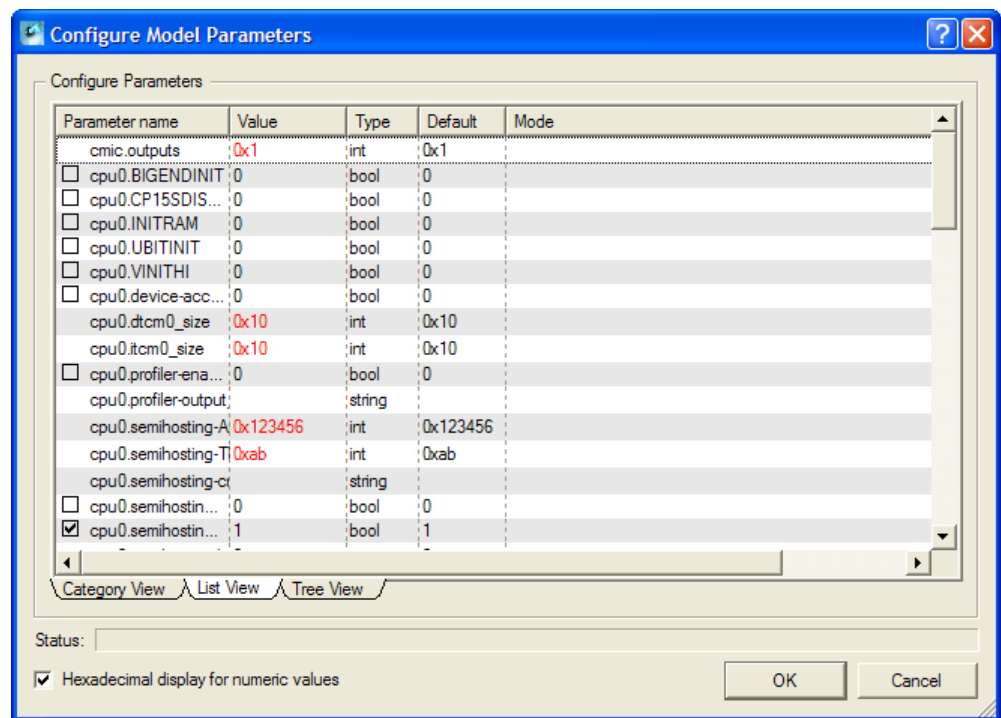 Configure Model Parameters
Configure Parameters
Parameter name Value Type Default Mode
cmic.outputs 0x1 int 0x1
cpu0.BIGENDINIT 0 bool 0
cpu0.CP15SDIS... 0 bool 0
cpu0.INITRAM 0 bool 0
cpu0.UBITINIT 0 bool 0
cpu0.VINITHI 0 bool 0
cpu0.device-acc... 0 bool 0
cpu0.dtcm0_size 0x10 int 0x10
cpu0.itcm0_size 0x10 int 0x10
cpu0.profiler-ena... 0 bool 0
cpu0.profiler-output string
cpu0.semihosting-A 0x123456 int 0x123456
cpu0.semihosting-T 0xab int 0xab
cpu0.semihosting-c string
cpu0.semihostin... 0 bool 0
cpu0.semihostin... 1 bool 1
Category View List View Tree View
Status:
Hexadecimal display for numeric values
OK Cancel